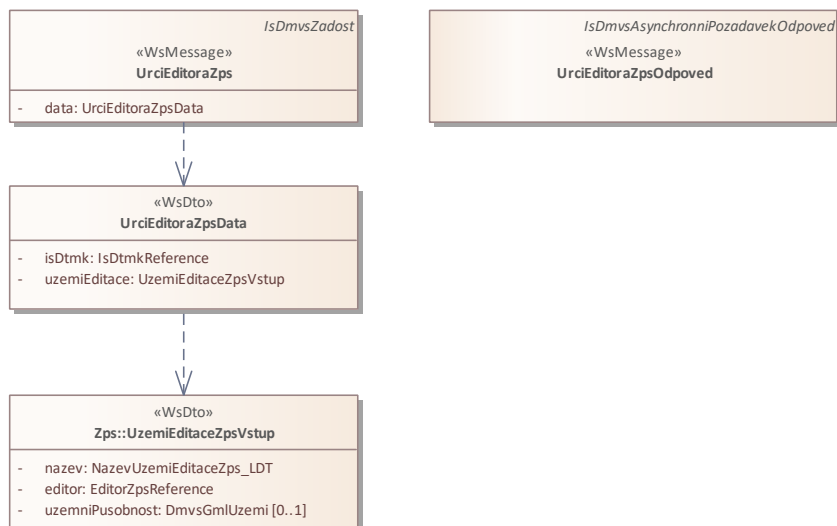 IsDmvsZadost
«WsMessage»
UrciEditoraZps
- data: UrciEditoraZpsData
IsDmvsAsynchronniPozadavekOdpoved
«WsMessage»
UrciEditoraZpsOdpoved
«WsDto»
UrciEditoraZpsData
- isDtmk: IsDtmkReference
- uzemiEditace: UzemiEditaceZpsVstup
«WsDto»
Zps::UzemiEditaceZpsVstup
- nazev: NazevUzemiEditaceZps_LDT
- editor: EditorZpsReference
- uzemniPusobnost: DmvsGmlUzemi [0..1]